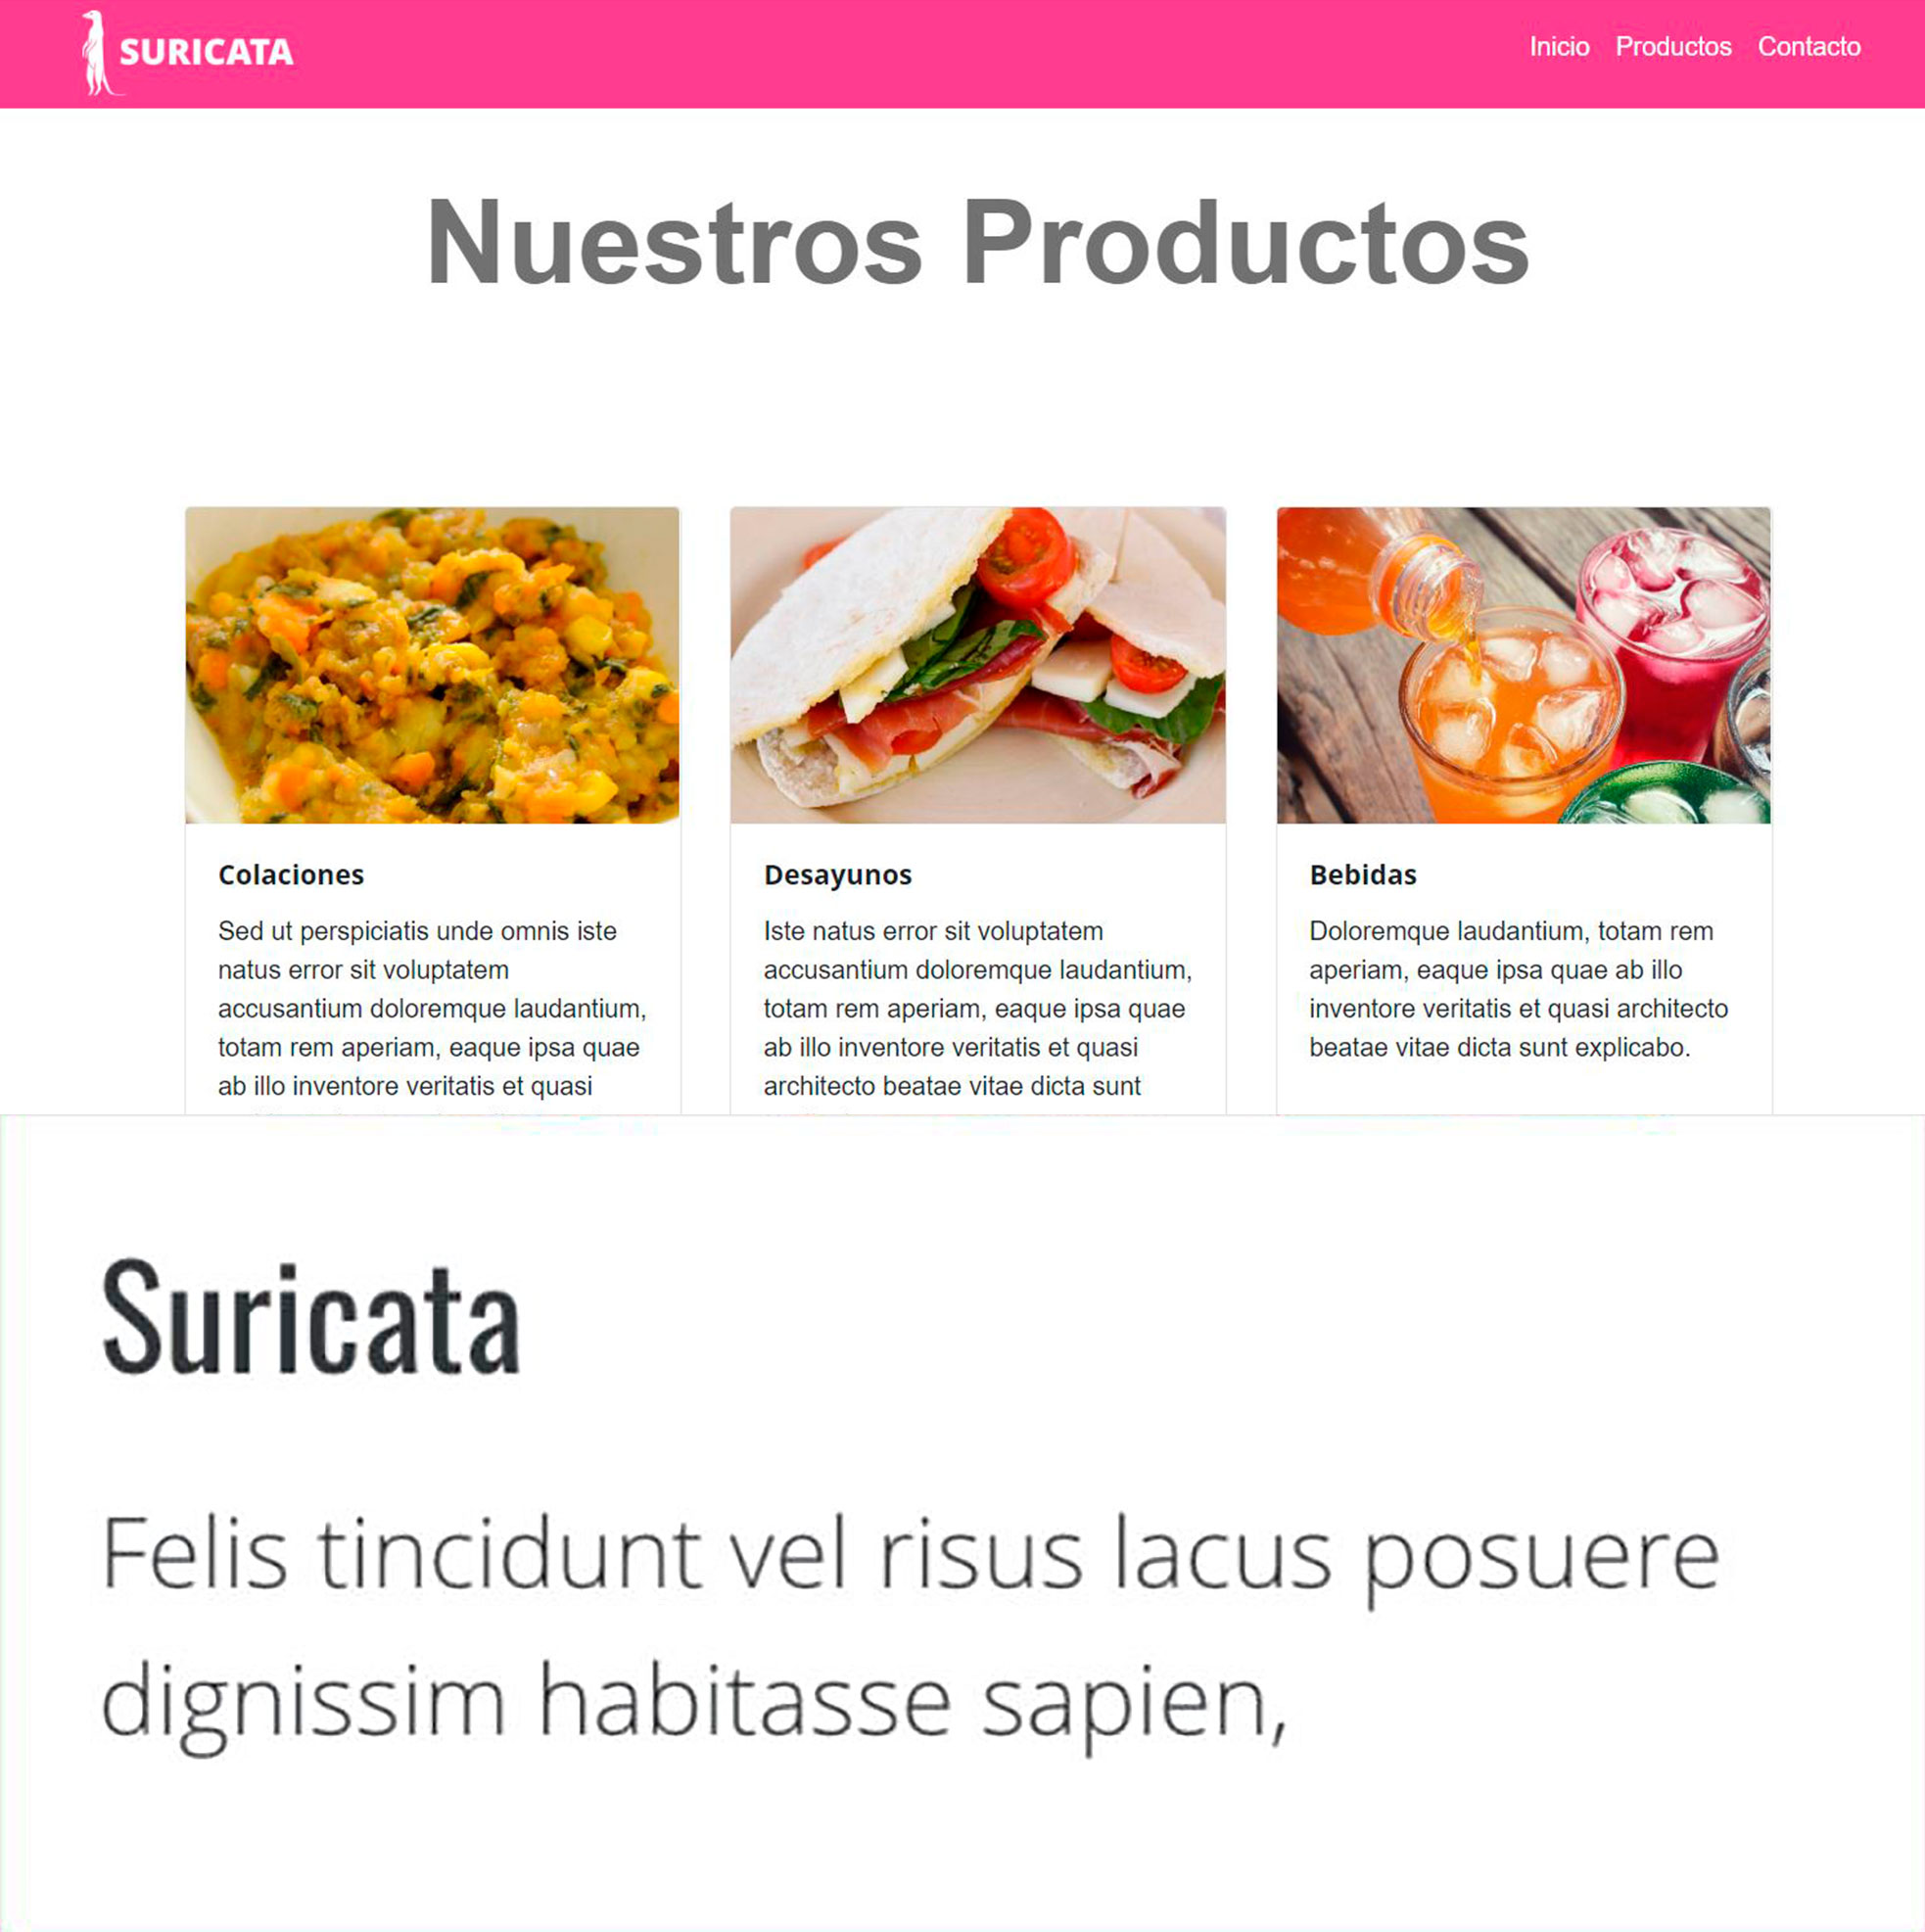 SURICATA
Inicio Productos Contacto
Nuestros Productos
Colaciones
Sed ut perspiciatis unde omnis iste
natus error sit voluptatem
accusantium doloremque laudantium,
totam rem aperiam, eaque ipsa quae
ab illo inventore veritatis et quasi
Desayunos
Iste natus error sit voluptatem
accusantium doloremque laudantium,
totam rem aperiam, eaque ipsa quae
ab illo inventore veritatis et quasi
architecto beatae vitae dicta sunt
Bebidas
Doloremque laudantium, totam rem
aperiam, eaque ipsa quae ab illo
inventore veritatis et quasi architecto
beatae vitae dicta sunt explicabo.
Suricata
Felis tincidunt vel risus lacus posuere
dignissim habitasse sapien,